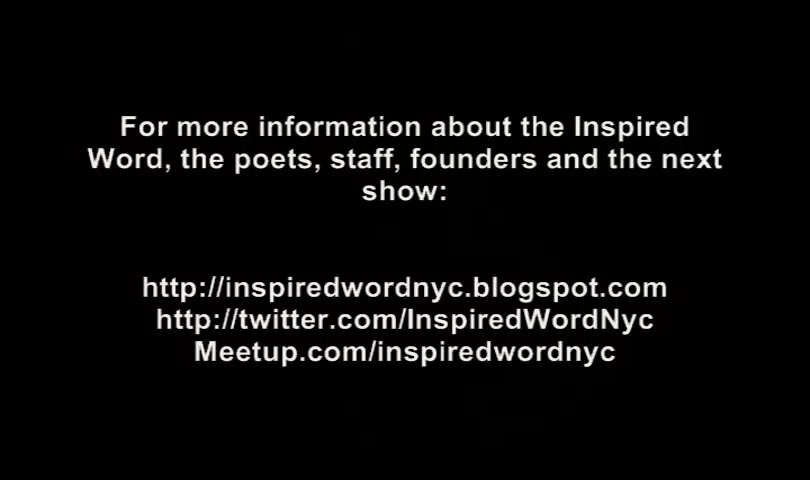 For more information about the Inspired
Word, the poets, staff, founders and the next
show:
http://inspiredwordnyc.blogspot.com
http://twitter.com/InspiredWordNyc
Meetup.com/inspiredwordnyc